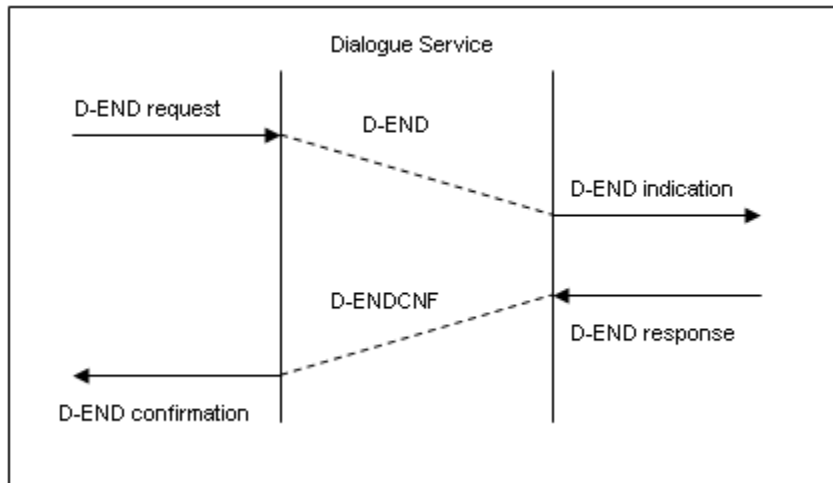 Dialogue Service
D-END request
D-END
D-END indication
D-ENDCNF
D-END response
D-END confirmation